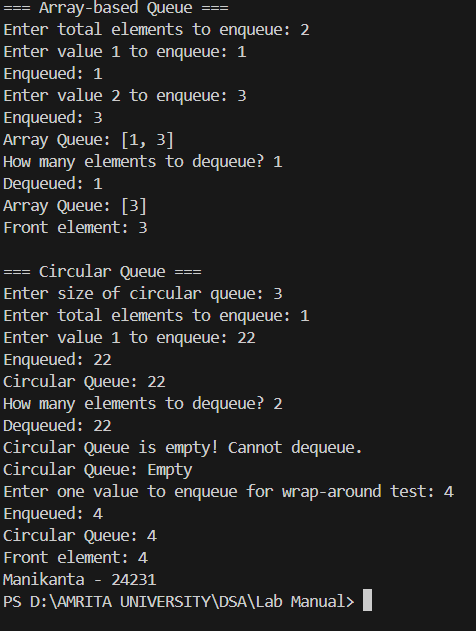 === Array-based Queue ===
Enter total elements to enqueue: 2
Enter value 1 to enqueue: 1
Enqueued: 1
Enter value 2 to enqueue: 3
Enqueued: 3
Array Queue: [1, 3]
How many elements to dequeue? 1
Dequeued: 1
Array Queue: [3]
Front element: 3

=== Circular Queue ===
Enter size of circular queue: 3
Enter total elements to enqueue: 1
Enter value 1 to enqueue: 22
Enqueued: 22
Circular Queue: 22
How many elements to dequeue? 2
Dequeued: 22
Circular Queue is empty! Cannot dequeue.
Circular Queue: Empty
Enter one value to enqueue for wrap-around test: 4
Enqueued: 4
Circular Queue: 4
Front element: 4
Manikanta - 24231
PS D:\AMRITA UNIVERSITY\DSA\Lab Manual>